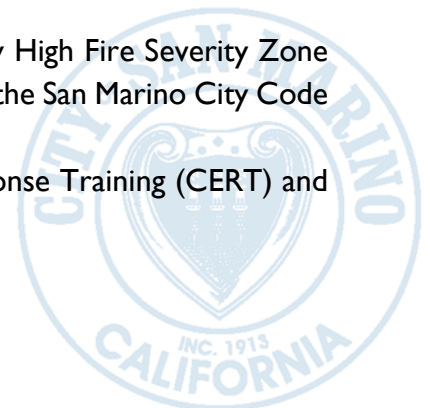 y High Fire Severity Zone
the San Marino City Code
onse Training (CERT) and
CITY OF SAN MARINO
INC. 1913
CALIFORNIA